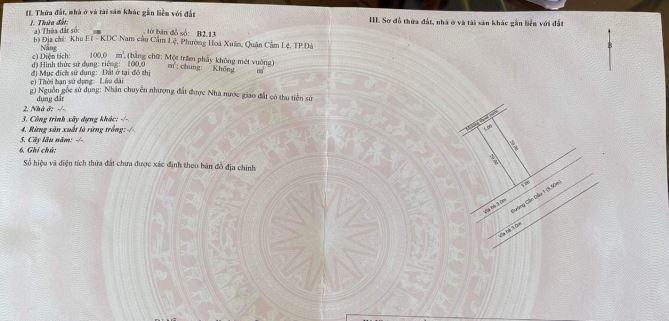 II. Thửa đất, nhà ở và tài sản khác gắn liền với đất
1. Thửa đất:
a) Thửa đất số: , tờ bản đồ số: B2.13
b) Địa chỉ: Khu E1 - KDC Nam cầu Cẩm Lệ, Phường Hoà Xuân, Quận Cẩm Lệ, TP.Đà
Nẵng
c) Diện tích: 100,0 m², (bằng chữ: Một trăm phẩy không mét vuông)
d) Hình thức sử dụng: riêng: 100,0 m²; chung: Không m²
đ) Mục đích sử dụng: Đất ở tại đô thị
e) Thời hạn sử dụng: Lâu dài
g) Nguồn gốc sử dụng: Nhận chuyển nhượng đất được Nhà nước giao đất có thu tiền sử
dụng đất
2. Nhà ở: -/-
3. Công trình xây dựng khác: -/-
4. Rừng sản xuất là rừng trồng: -/-
5. Cây lâu năm: -/-
6. Ghi chú:
Số hiệu và diện tích thửa đất chưa được xác định theo bản đồ địa chính
III. Sơ đồ thửa đất, nhà ở và tài sản khác gắn liền với đất
B
Mương thoát nước
5.00
20.00
20.00
5.00
Vỉa hè 3.0m
Đường Cồn Dầu 1 (5.50m)
Vỉa hè 3.0m